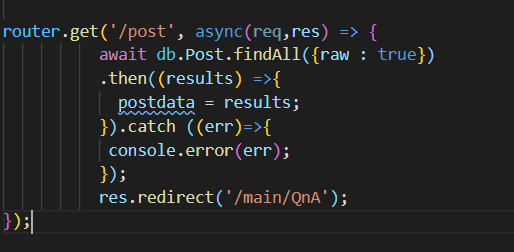 router.get('/post', async(req,res) => {
await db.Post.findAll({raw : true})
.then((results) =>{
postdata = results;
}).catch ((err)=>{
console.error(err);
});
res.redirect('/main/QnA');
});